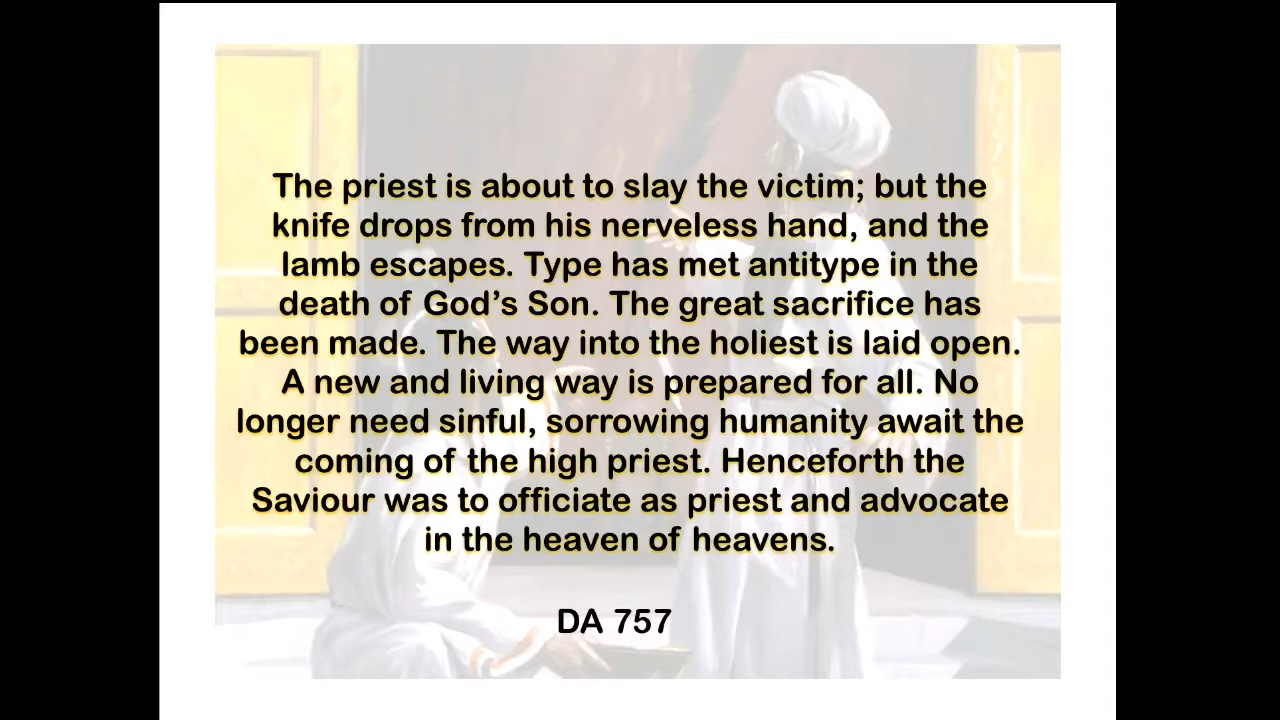 The priest is about to slay the victim; but the
knife drops from his nerveless hand, and the
lamb escapes. Type has met antitype in the
death of God’s Son. The great sacrifice has
been made. The way into the holiest is laid open.
A new and living way is prepared for all. No
longer need sinful, sorrowing humanity await the
coming of the high priest. Henceforth the
Saviour was to officiate as priest and advocate
in the heaven of heavens.
DA 757